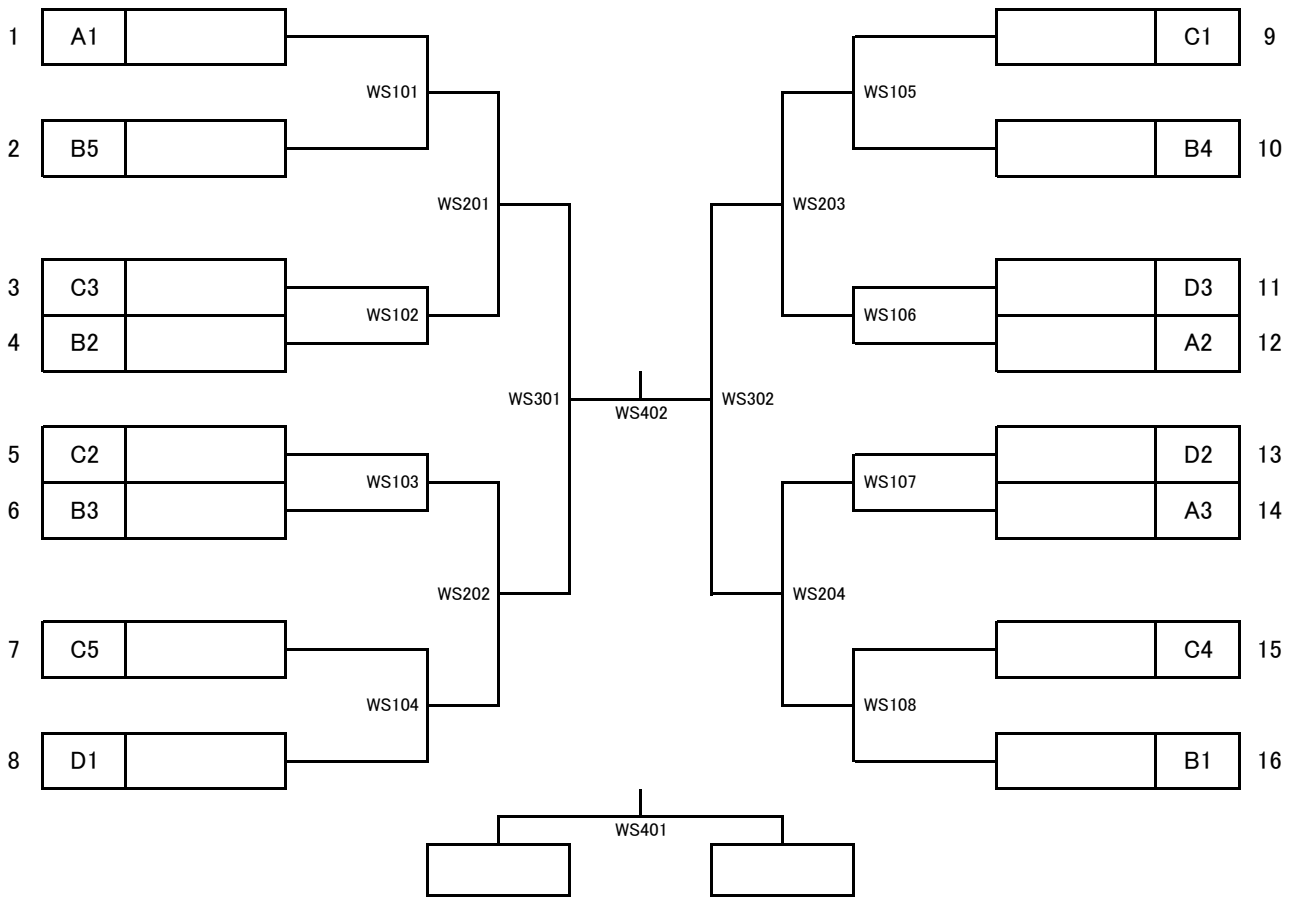 1 A1 C1 9
WS101 WS105
2 B5 B4 10
WS201 WS203
3 C3 D3 11
WS102 WS106
4 B2 A2 12
WS301 WS302
WS402
5 C2 D2 13
WS103 WS107
6 B3 A3 14
WS202 WS204
7 C5 C4 15
WS104 WS108
8 D1 B1 16
WS401